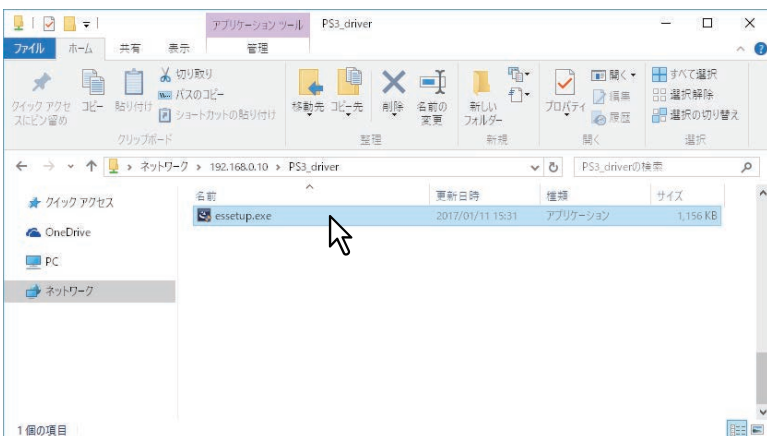 アプリケーション ツール
PS3_driver
ファイル
ホーム
共有
表示
管理
クイック アクセスにピン留め
コピー
貼り付け
切り取り
パスのコピー
ショートカットの貼り付け
クリップボード
移動先
コピー先
削除
名前の変更
整理
新しいフォルダー
新規
プロパティ
開く
編集
履歴
開く
すべて選択
選択解除
選択の切り替え
選択
ネットワーク › 192.168.0.10 › PS3_driver
PS3_driverの検索
クイック アクセス
OneDrive
PC
ネットワーク
名前 更新日時 種類 サイズ
essetup.exe 2017/01/11 15:31 アプリケーション 1,156 KB
1 個の項目